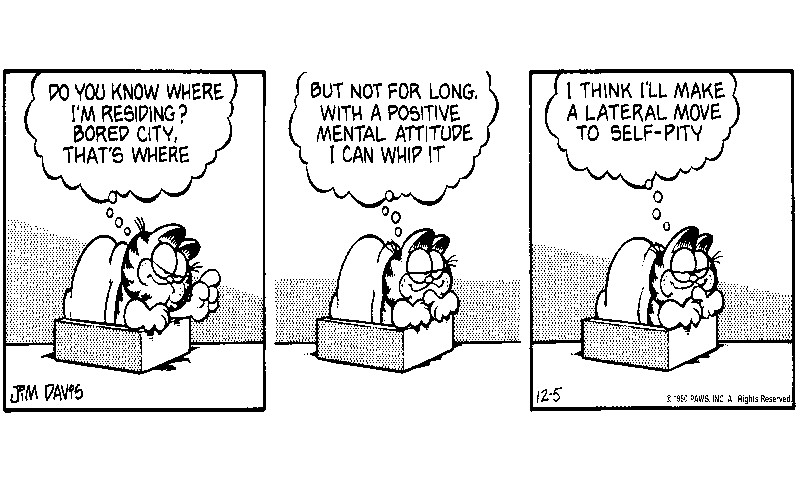 DO YOU KNOW WHERE
I'M RESIDING?
BORED CITY,
THAT'S WHERE
BUT NOT FOR LONG.
WITH A POSITIVE
MENTAL ATTITUDE
I CAN WHIP IT
I THINK I'LL MAKE
A LATERAL MOVE
TO SELF-PITY
JIM DAVIS
12-5
PAWS, INC. Rights Reserved.